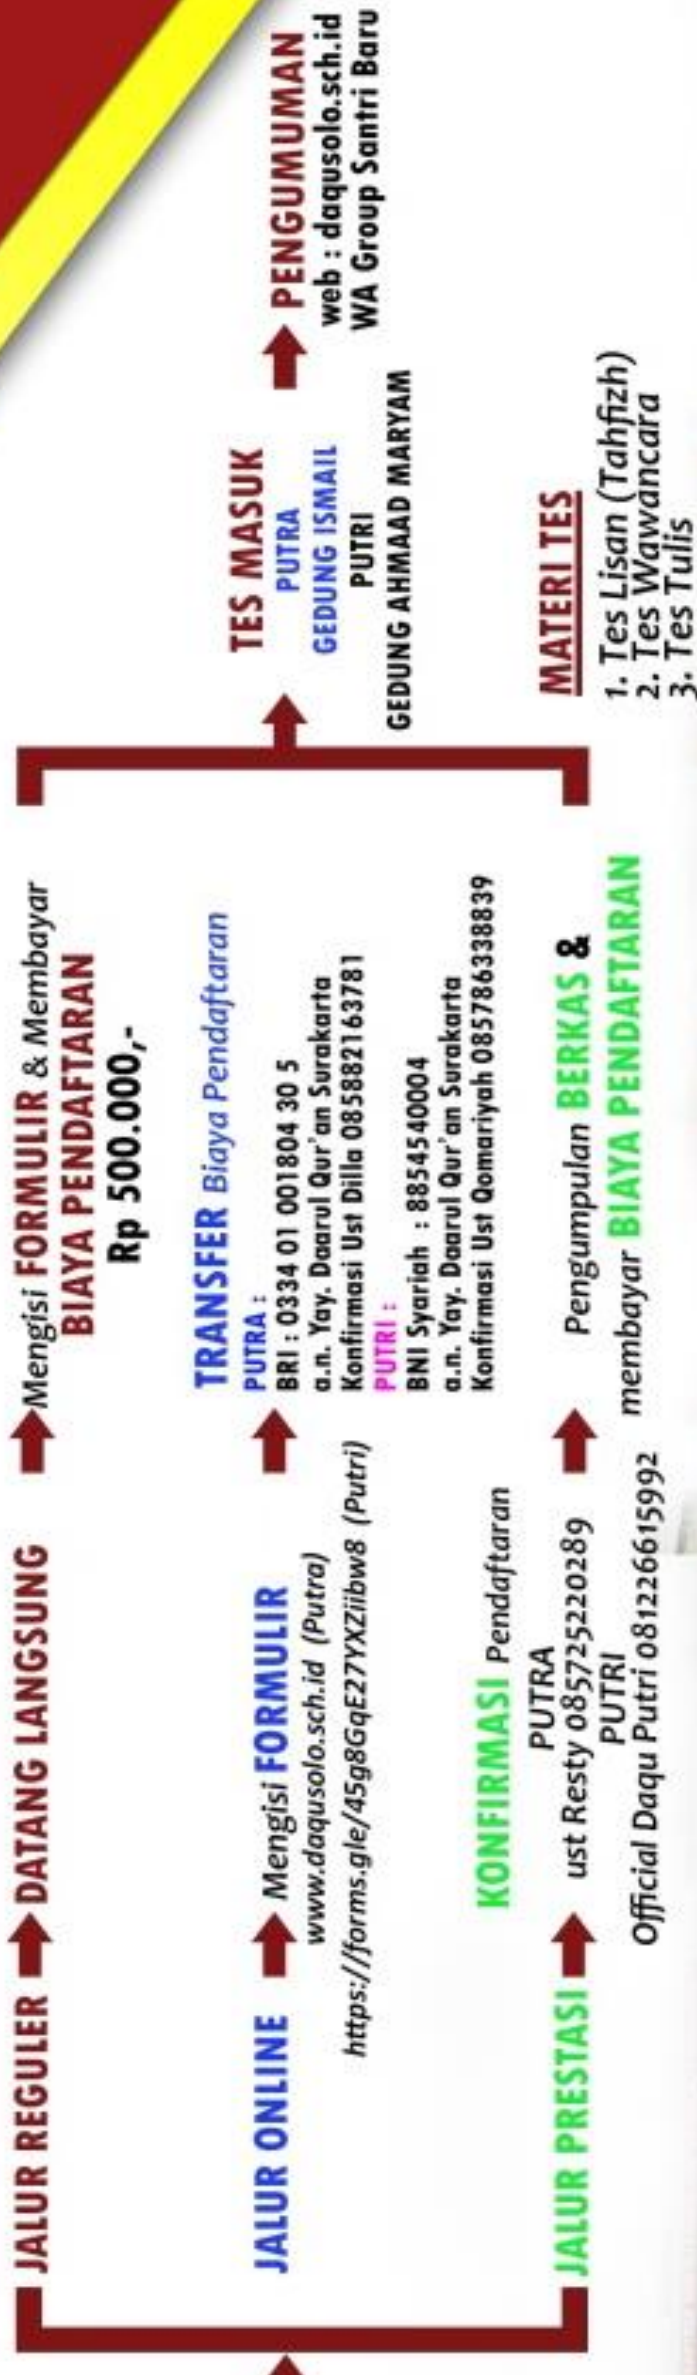 JALUR REGULER
DATANG LANGSUNG
Mengisi FORMULIR & Membayar
BIAYA PENDAFTARAN
Rp 500.000,-
JALUR ONLINE
Mengisi FORMULIR
www.daqusolo.sch.id (Putra)
https://forms.gle/45g8GqE27YXZiibw8 (Putri)
TRANSFER Biaya Pendaftaran
PUTRA :
BRI : 0334 01 001804 30 5
a.n. Yay. Daarul Qur'an Surakarta
Konfirmasi Ust Dilla 085882163781
PUTRI :
BNI Syariah : 8854540004
a.n. Yay. Daarul Qur'an Surakarta
Konfirmasi Ust Qomariyah 085786338839
JALUR PRESTASI
KONFIRMASI Pendaftaran
PUTRA
ust Resty 085725220289
PUTRI
Official Daqu Putri 081226615992
Pengumpulan BERKAS &
membayar BIAYA PENDAFTARAN
TES MASUK
PUTRA
GEDUNG ISMAIL
PUTRI
GEDUNG AHMAAD MARYAM
PENGUMUMAN
web : daqusolo.sch.id
WA Group Santri Baru
MATERI TES
1. Tes Lisan (Tahfizh)
2. Tes Wawancara
3. Tes Tulis